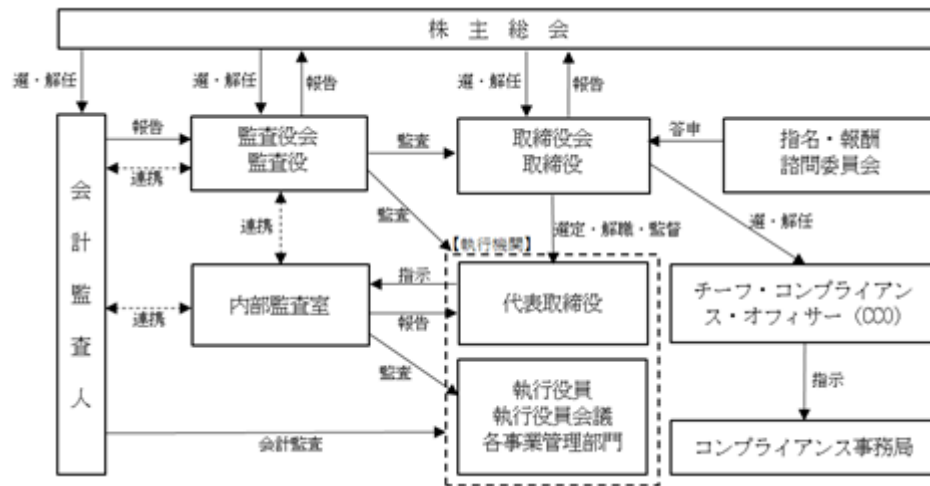 株主総会
選・解任
選・解任
報告
選・解任
報告
会計監査人
報告
連携
監査役会
監査役
監査
取締役会
取締役
答申
指名・報酬
諮問委員会
連携
監査
選定・解職・監督
選・解任
【執行機関】
連携
内部監査室
指示
報告
代表取締役
チーフ・コンプライアン
ス・オフィサー（CCO）
監査
指示
執行役員
執行役員会議
各事業管理部門
会計監査
コンプライアンス事務局